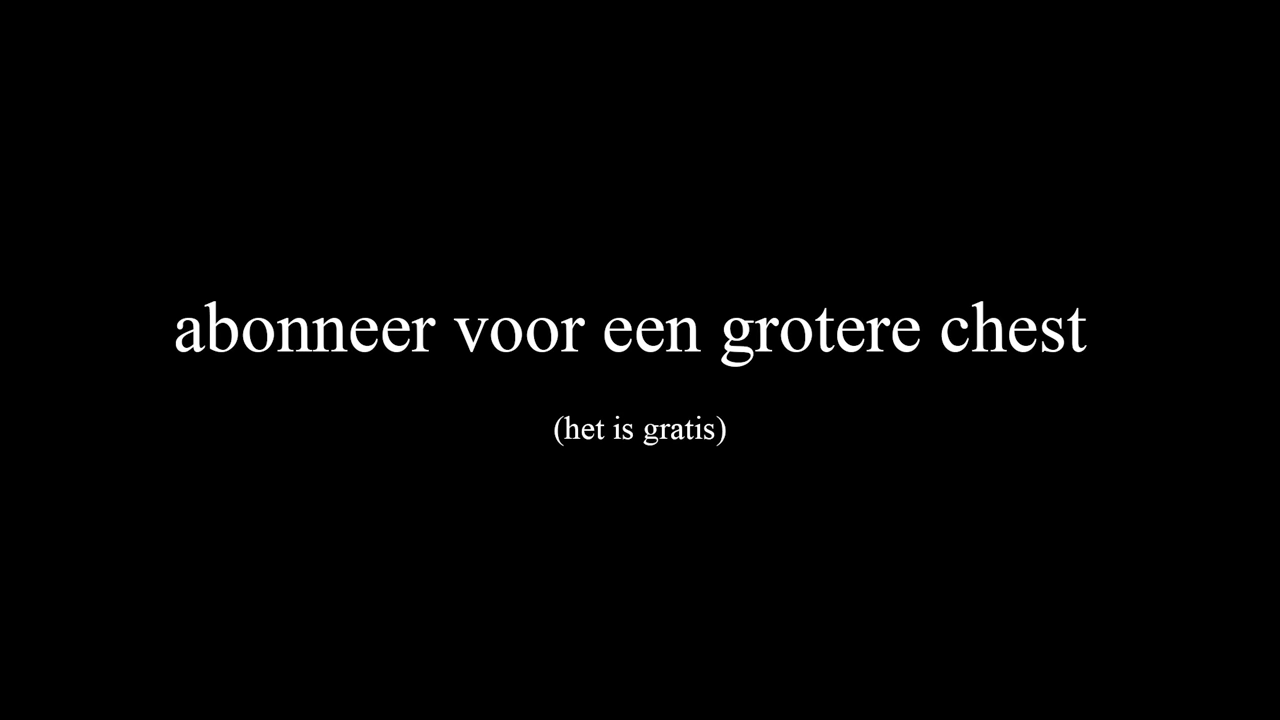 abonneer voor een grotere chest
(het is gratis)